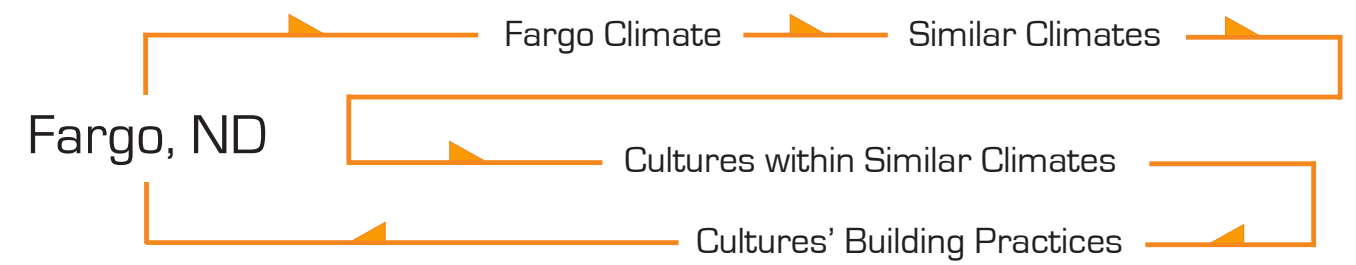 Fargo Climate
Similar Climates
Fargo, ND
Cultures within Similar Climates
Cultures' Building Practices